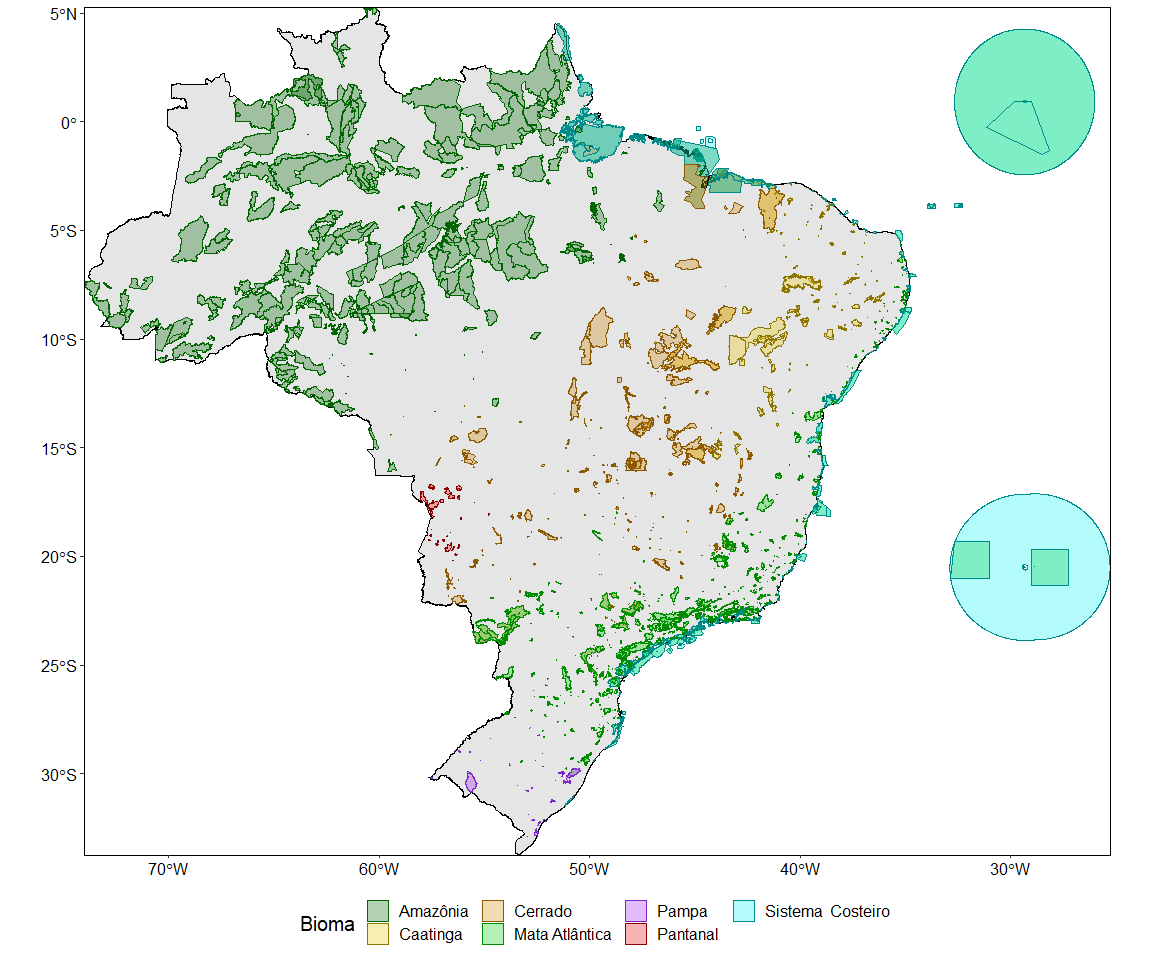 5°N
0°
5°S
10°S
15°S
20°S
25°S
30°S
70°W
60°W
50°W
40°W
30°W
Bioma
Amazônia
Cerrado
Pampa
Sistema Costeiro
Caatinga
Mata Atlântica
Pantanal